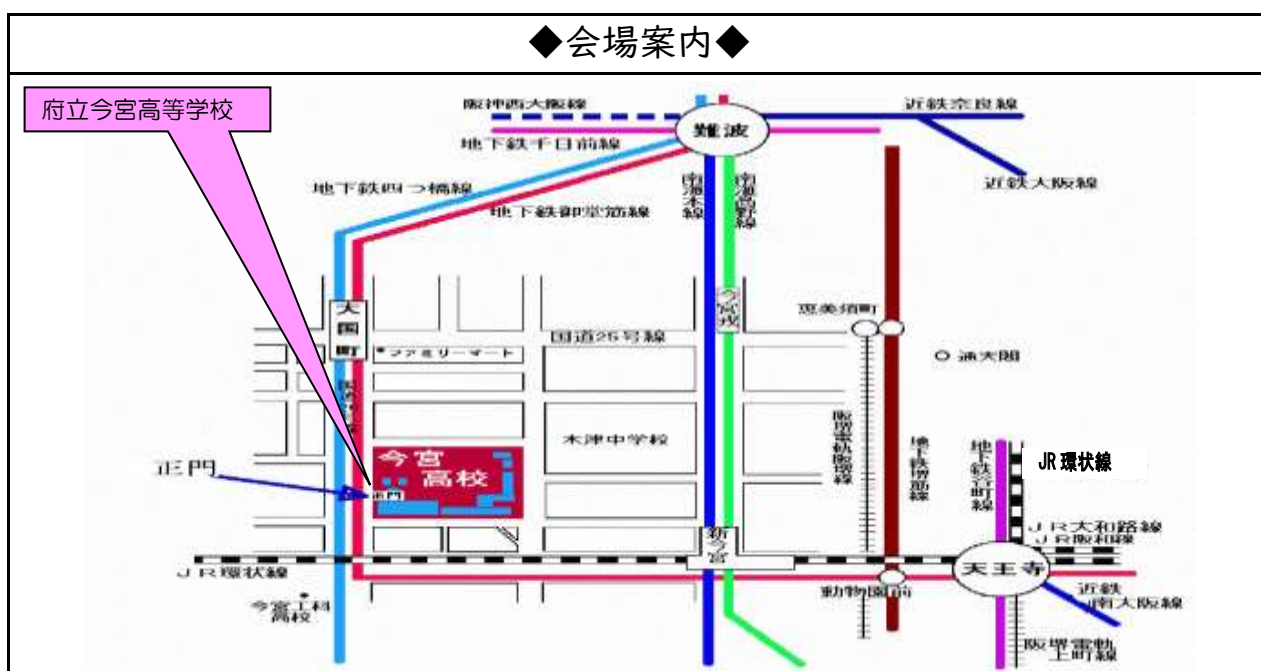 ◆会場案内◆
府立今宮高等学校
阪神西大阪線
近鉄奈良線
難波
地下鉄千日前線
近鉄大阪線
地下鉄四つ橋線
地下鉄御堂筋線
南海本線
南海高野線
今宮戎
恵美須町
大国町
国道25号線
ファミリーマート
通天閣
木津中学校
阪堺電軌阪堺線
地下鉄堺筋線
地下鉄谷町線
JR環状線
正門
今宮
高校
正門
JR大和路線
JR阪和線
新今宮
天王寺
JR環状線
動物園前
近鉄
南大阪線
今宮工科
高校
阪堺電軌
上町線